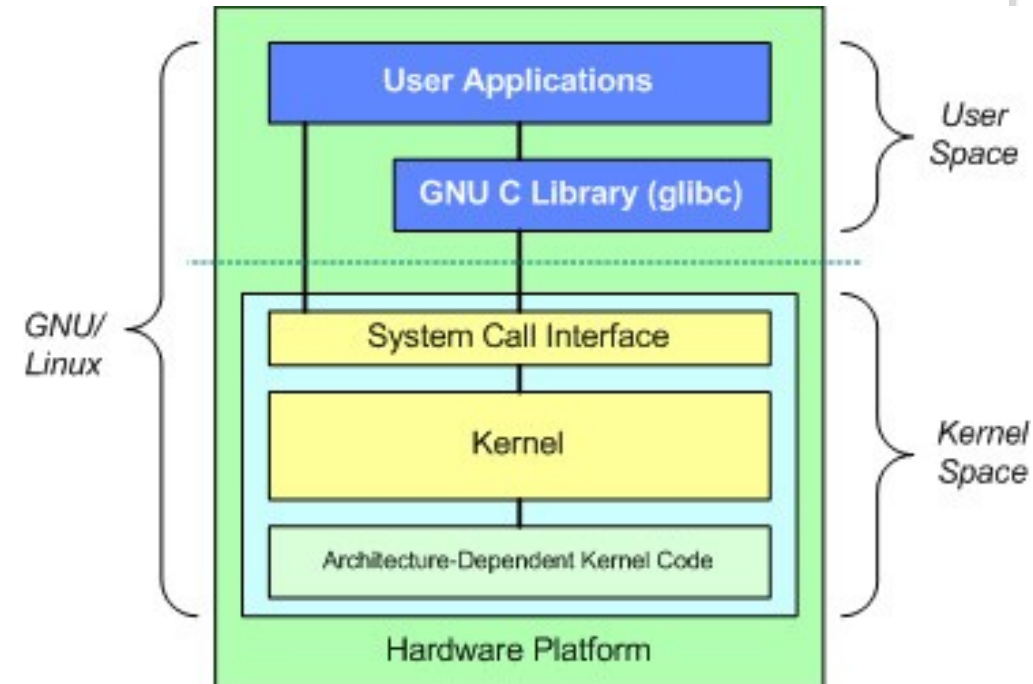 User Applications
User
Space
GNU C Library (glibc)
GNU/
Linux
System Call Interface
Kernel
Kernel
Space
Architecture-Dependent Kernel Code
Hardware Platform